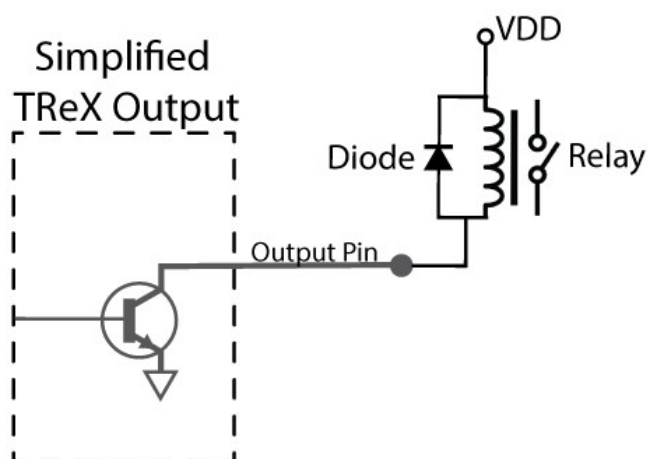 Simplified
TReX Output
VDD
Diode
Relay
Output Pin